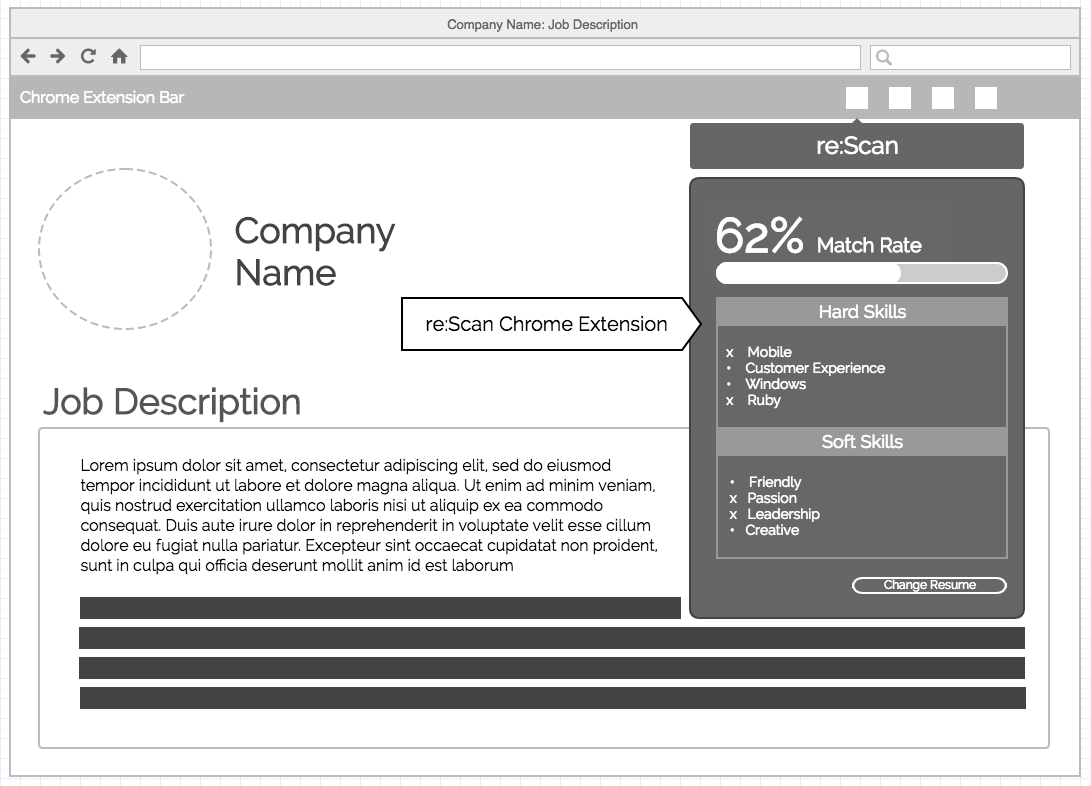 Company Name: Job Description
Chrome Extension Bar
re:Scan
Company
Name
62% Match Rate
re:Scan Chrome Extension
Hard Skills
x Mobile
• Customer Experience
• Windows
x Ruby
Job Description
Soft Skills
• Friendly
x Passion
x Leadership
• Creative
Change Resume
Lorem ipsum dolor sit amet, consectetur adipiscing elit, sed do eiusmod
tempor incididunt ut labore et dolore magna aliqua. Ut enim ad minim veniam,
quis nostrud exercitation ullamco laboris nisi ut aliquip ex ea commodo
consequat. Duis aute irure dolor in reprehenderit in voluptate velit esse cillum
dolore eu fugiat nulla pariatur. Excepteur sint occaecat cupidatat non proident,
sunt in culpa qui officia deserunt mollit anim id est laborum